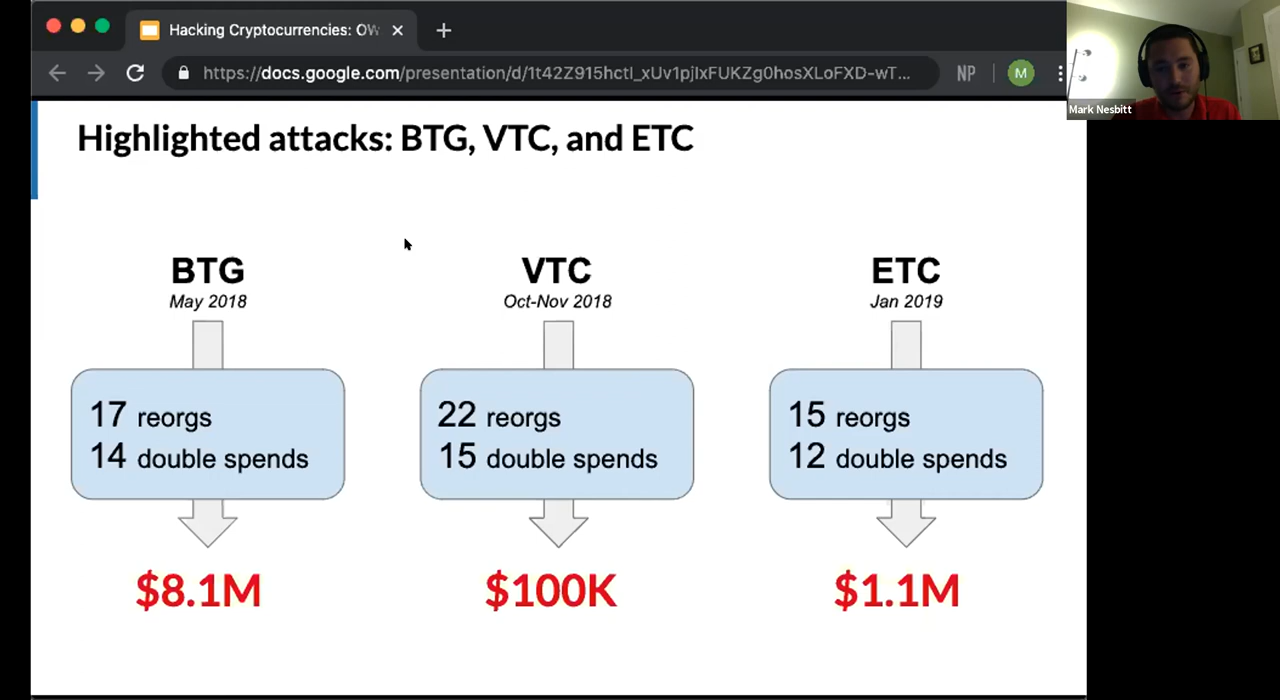 Hacking Cryptocurrencies: OW
https://docs.google.com/presentation/d/1t42Z915hctI_xUv1pjIxFUKZg0hosXLoFXD-wT...
NP
M
Mark Nesbitt
Highlighted attacks: BTG, VTC, and ETC
BTG
May 2018
17 reorgs
14 double spends
$8.1M
VTC
Oct-Nov 2018
22 reorgs
15 double spends
$100K
ETC
Jan 2019
15 reorgs
12 double spends
$1.1M